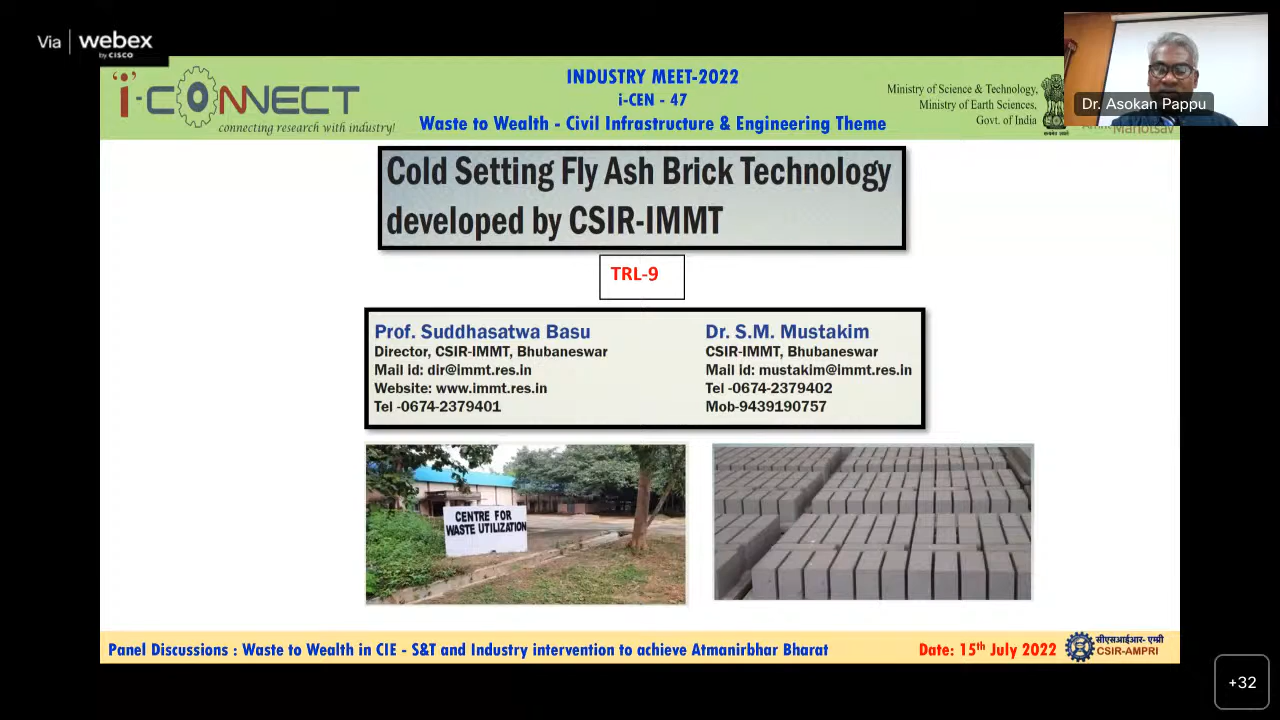 Via webex
by CISCO
i-CONNECT
connecting research with industry!
INDUSTRY MEET-2022
i-CEN - 47
Waste to Wealth - Civil Infrastructure & Engineering Theme
Ministry of Science & Technology,
Ministry of Earth Sciences,
Govt. of India
Dr. Asokan Pappu
Cold Setting Fly Ash Brick Technology
developed by CSIR-IMMT
TRL-9
Prof. Suddhasatwa Basu
Director, CSIR-IMMT, Bhubaneswar
Mail id: dir@immt.res.in
Website: www.immt.res.in
Tel -0674-2379401
Dr. S.M. Mustakim
CSIR-IMMT, Bhubaneswar
Mail id: mustakim@immt.res.in
Tel -0674-2379402
Mob-9439190757
CENTRE FOR
WASTE UTILIZATION
Panel Discussions : Waste to Wealth in CIE - S&T and Industry intervention to achieve Atmanirbhar Bharat
Date: 15th July 2022
सीएसआईआर- एम्प्री
CSIR-AMPRI
+32